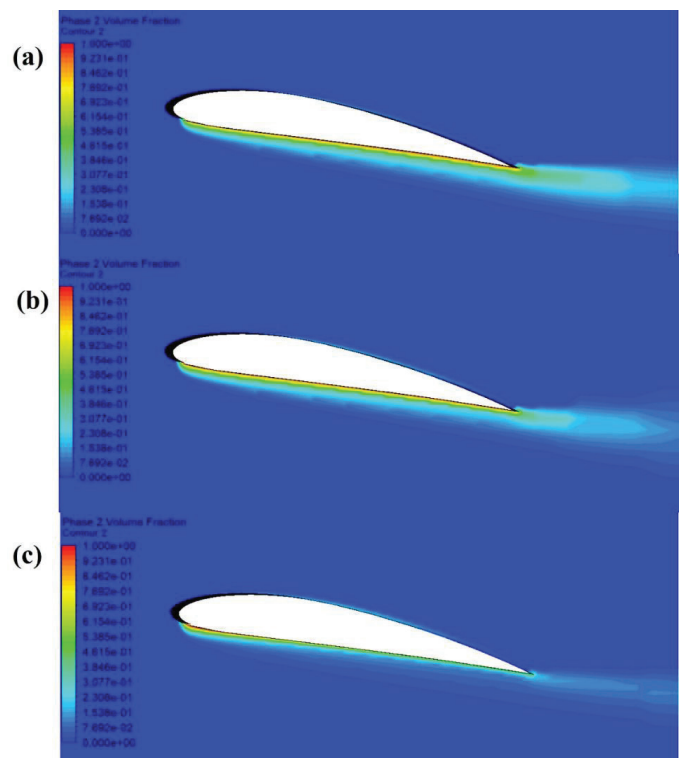 (a)
Phase 2 Volume Fraction
Contour 2
1.000e+00
9.231e-01
8.462e-01
7.692e-01
6.923e-01
6.154e-01
5.385e-01
4.615e-01
3.846e-01
3.077e-01
2.308e-01
1.538e-01
7.692e-02
0.000e+00
(b)
Phase 2 Volume Fraction
Contour 2
1.000e+00
9.231e-01
8.462e-01
7.692e-01
6.923e-01
6.154e-01
5.385e-01
4.615e-01
3.846e-01
3.077e-01
2.308e-01
1.538e-01
7.692e-02
0.000e+00
(c)
Phase 2 Volume Fraction
Contour 2
1.000e+00
9.231e-01
8.462e-01
7.692e-01
6.923e-01
6.154e-01
5.385e-01
4.615e-01
3.846e-01
3.077e-01
2.308e-01
1.538e-01
7.692e-02
0.000e+00